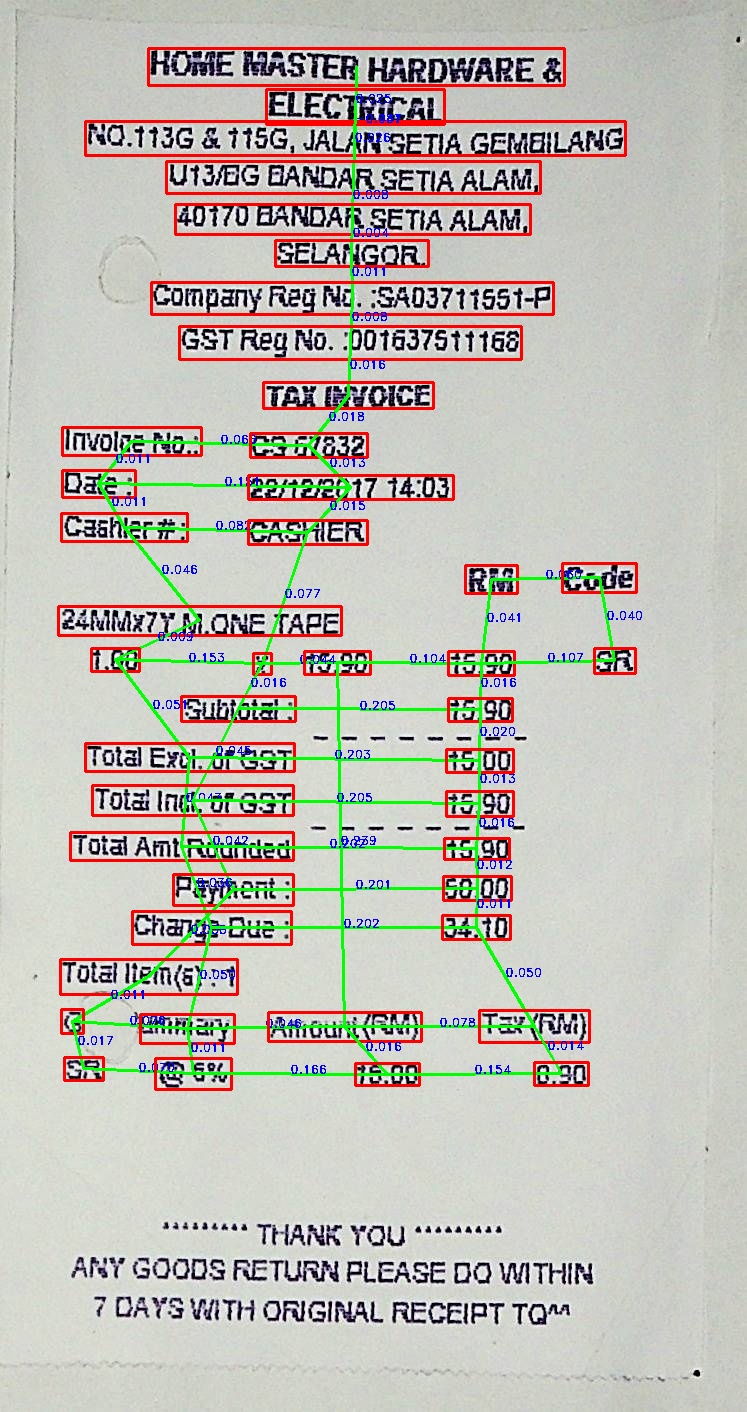 HOME MASTER HARDWARE &
ELECTRICAL
NO.113G & 115G, JALAN SETIA GEMBILANG
U13/BG BANDAR SETIA ALAM,
40170 BANDAR SETIA ALAM,
SELANGOR.
Company Reg No. :SA03711551-P
GST Reg No. :001637511168
TAX INVOICE
Invoice No.: CS 67832
Date : 22/12/2017 14:03
Cashier # : CASHIER
RM Code
24MMx7Y M.ONE TAPE
1.00 X 15.90 15.90 SR
Subtotal : 15.90
Total Excl. of GST 15.00
Total Incl. of GST 15.90
Total Amt Rounded 15.90
Payment : 50.00
Change Due : 34.10
Total Item(s) : 1
Amount(RM) Tax(RM)
SR @ 6% 15.00 0.90
********* THANK YOU *********
ANY GOODS RETURN PLEASE DO WITHIN
7 DAYS WITH ORIGINAL RECEIPT TQ^^